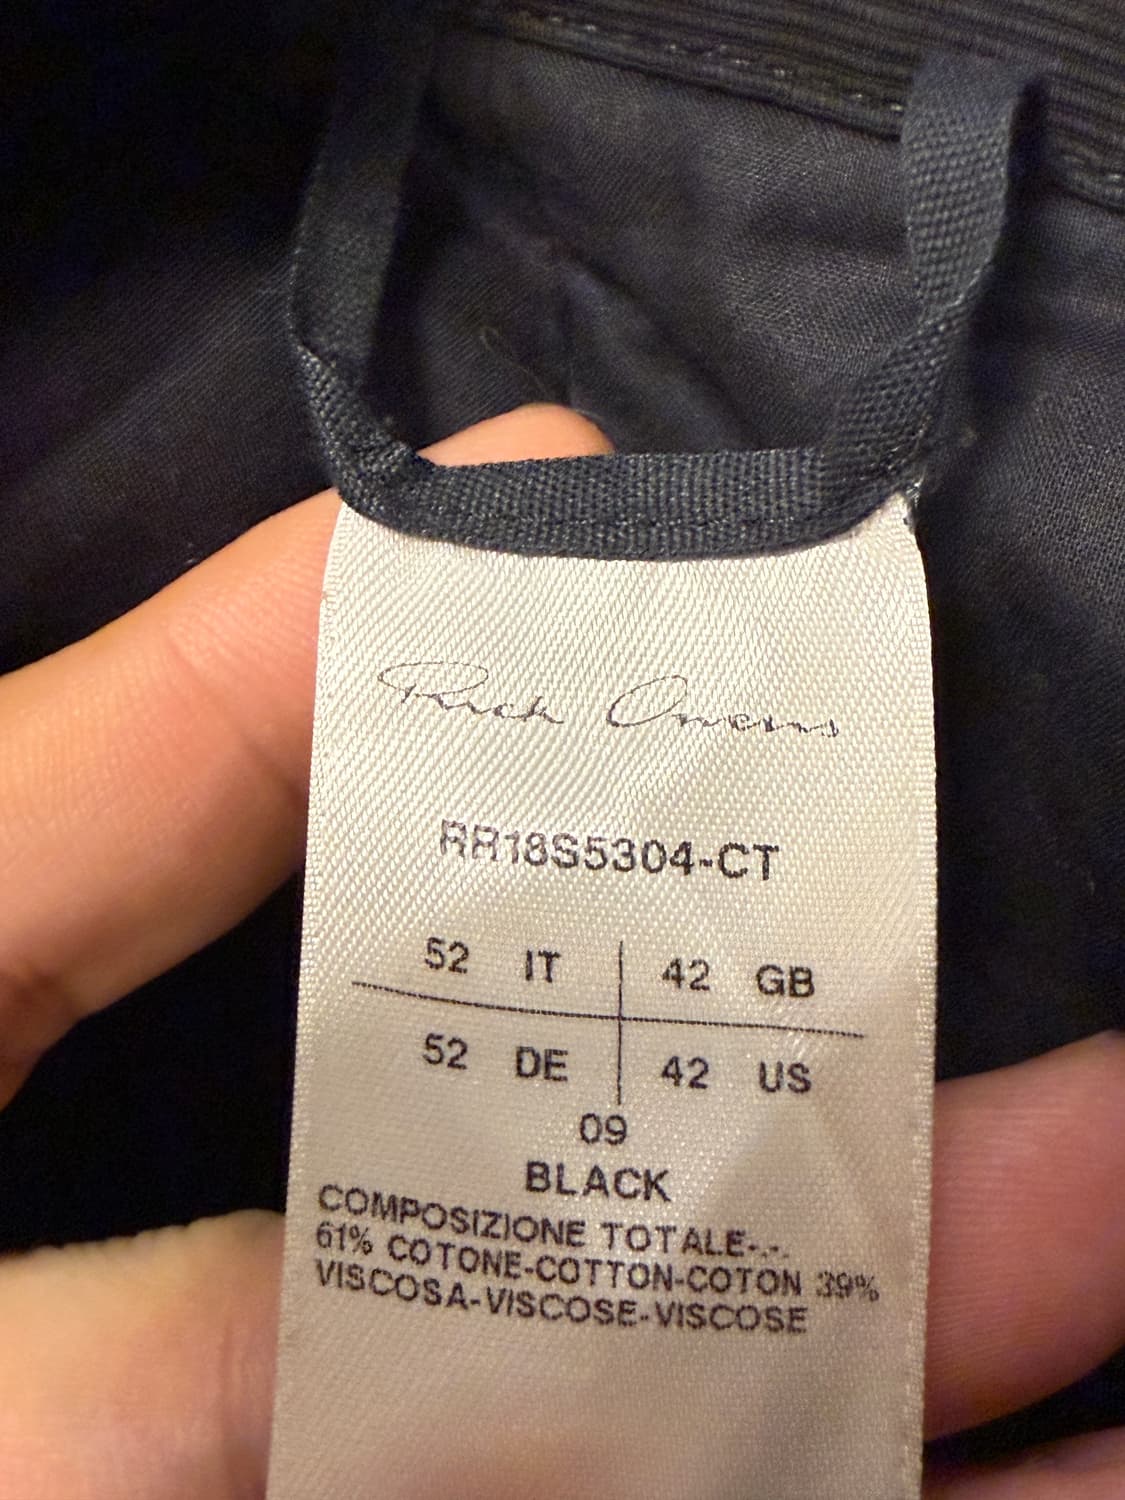 Rick Owens
RR18S5304-CT
52 IT 42 GB
52 DE 42 US
09
BLACK
COMPOSIZIONE TOTALE-.-.
61% COTONE-COTTON-COTON 39%
VISCOSA-VISCOSE-VISCOSE